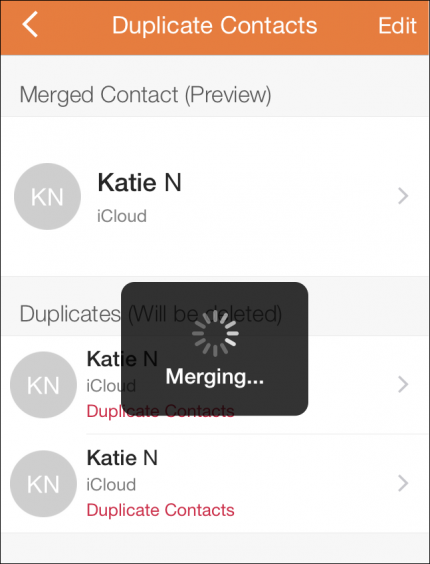 Duplicate Contacts Edit
Merged Contact (Preview)
KN
Katie N
iCloud
Duplicates (Will be deleted)
KN
Katie N
iCloud
Duplicate Contacts
Merging...
KN
Katie N
iCloud
Duplicate Contacts